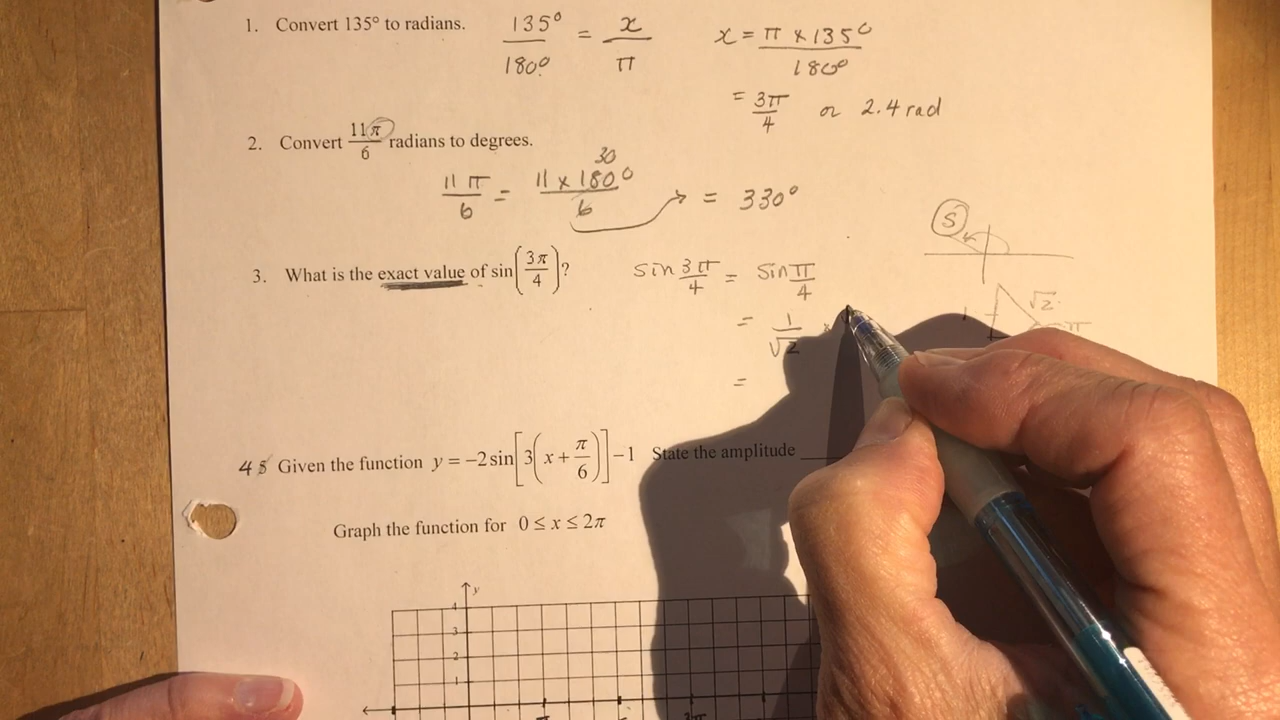 1. Convert 135° to radians. 135°/180° = x/π x = π × 135°/180°
= 3π/4 or 2.4 rad
2. Convert 11π/6 radians to degrees.
11π/6 = 11 × 180°/6 30 = 330°
S
3. What is the exact value of sin(3π/4)? sin 3π/4 = sin π/4
√2
1
π
= 1/√2 ×
=
45 Given the function y = −2sin[3(x + π/6)] − 1 State the amplitude
Graph the function for 0 ≤ x ≤ 2π
y
4
3
2
1